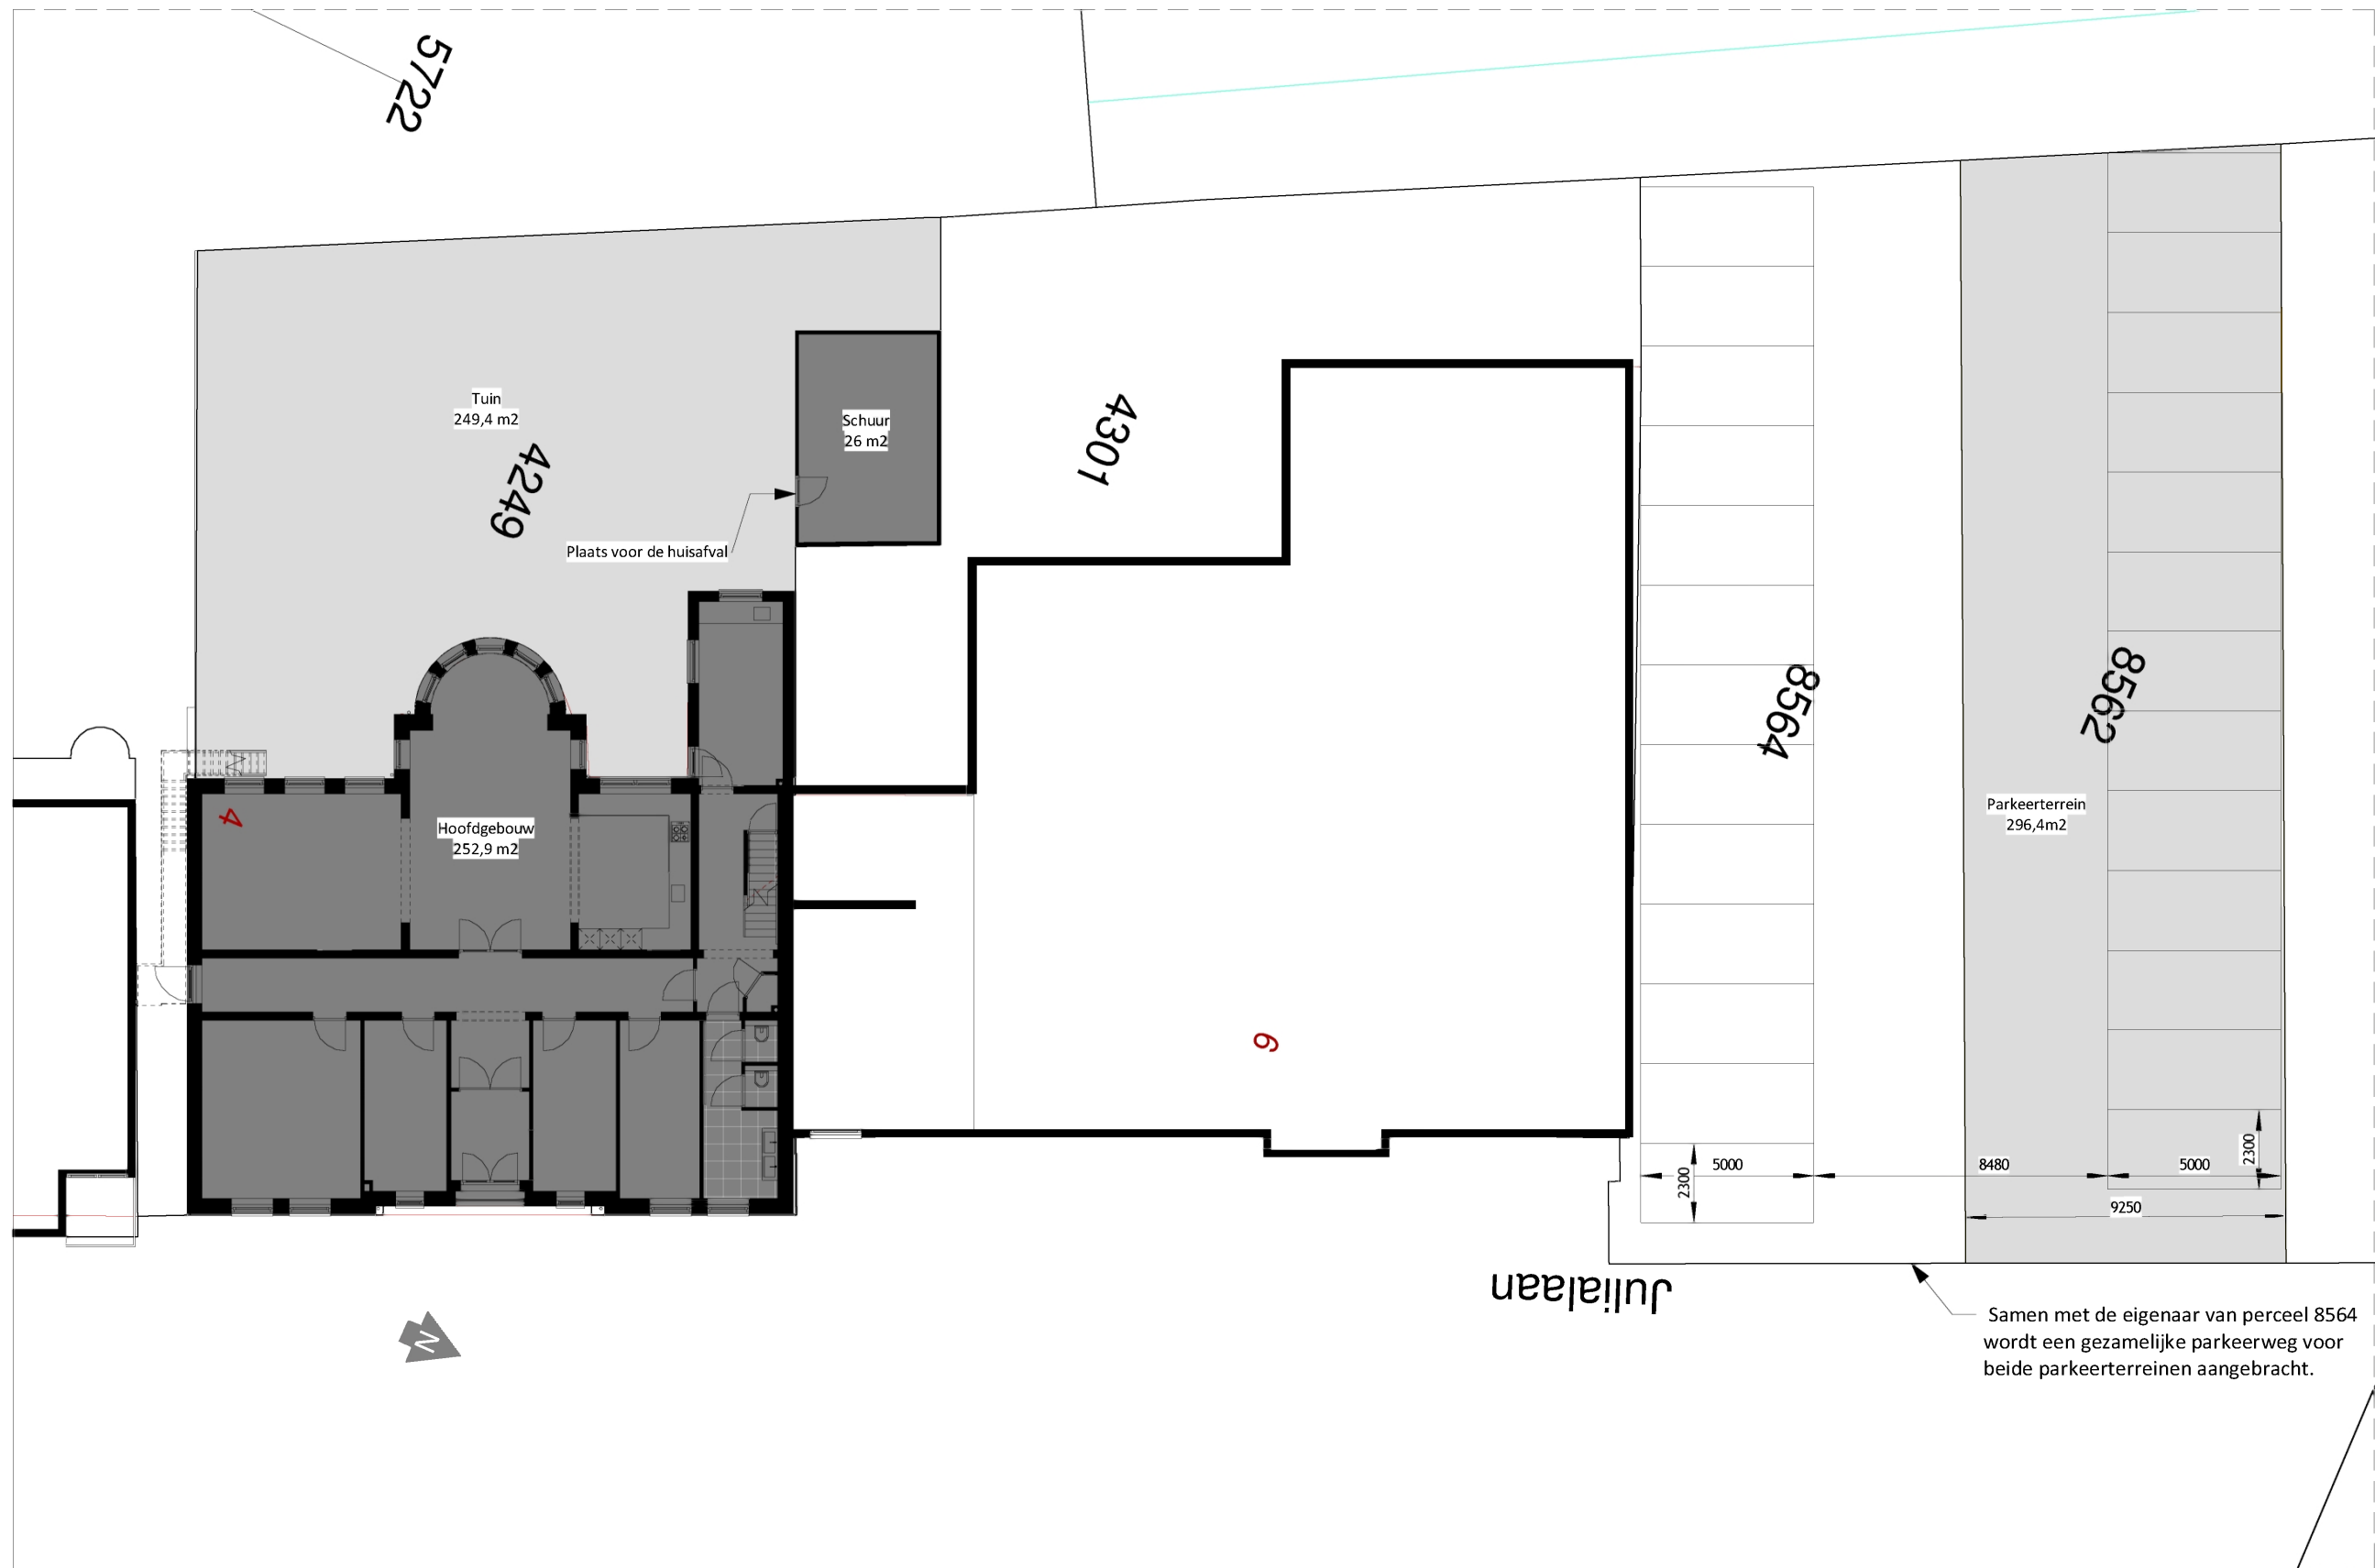 5722
Tuin
249,4 m2
4249
Schuur
26 m2
Plaats voor de huisafval
4301
8564
8562
4
Hoofdgebouw
252,9 m2
Parkeerterrein
296,4m2
6
5000
2300
8480
5000
2300
9250
Julialaan
N
Samen met de eigenaar van perceel 8564
wordt een gezamelijke parkeerweg voor
beide parkeerterreinen aangebracht.